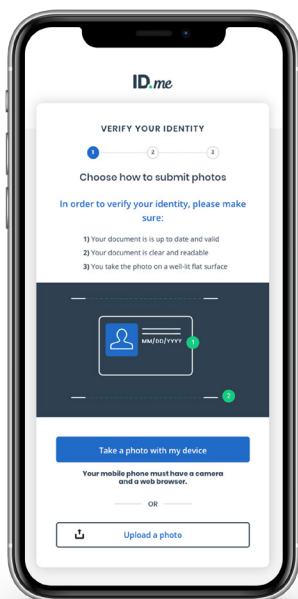 ID.me
VERIFY YOUR IDENTITY
1 2 3
Choose how to submit photos
In order to verify your identity, please make
sure:
1) Your document is is up to date and valid
2) Your document is clear and readable
3) You take the photo on a well-lit flat surface
MM/DD/YYYY 1
2
Take a photo with my device
Your mobile phone must have a camera
and a web browser.
OR
Upload a photo